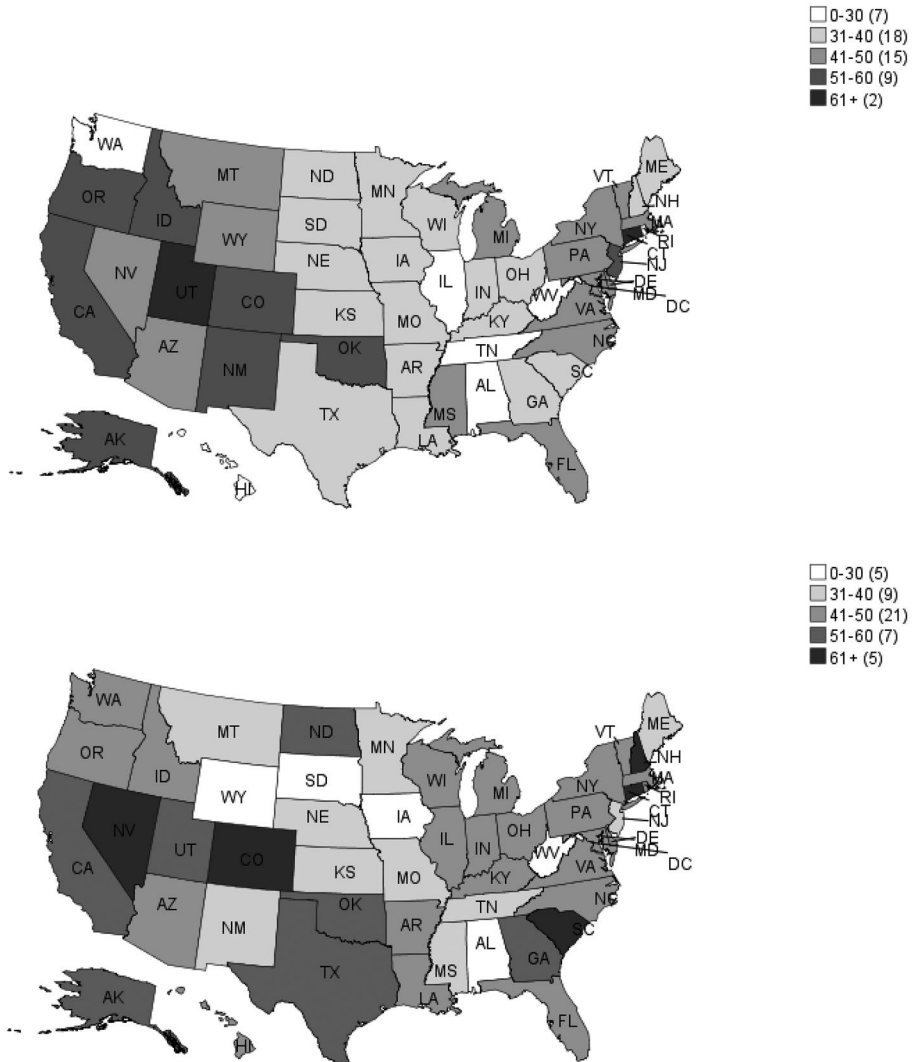 0-30 (7)
31-40 (18)
41-50 (15)
51-60 (9)
61+ (2)
WA
MT
ND
MN
ME
VT
NH
OR
ID
SD
WI
NY
MA
WY
MI
RI
CT
NE
IA
PA
NJ
NV
OH
DE
UT
CO
IL
IN
WV
MD
DC
CA
KS
MO
KY
VA
AZ
NM
OK
AR
TN
NC
SC
AL
GA
TX
MS
LA
AK
FL
HI
0-30 (5)
31-40 (9)
41-50 (21)
51-60 (7)
61+ (5)
WA
ND
ME
MT
MN
VT
NH
OR
ID
SD
WI
MA
NY
RI
WY
MI
CT
NJ
NE
IA
PA
DE
NV
UT
CO
IL
IN
OH
WV
MD
DC
CA
KS
MO
KY
VA
AZ
NM
OK
AR
TN
NC
SC
AL
GA
TX
MS
LA
AK
FL
HI